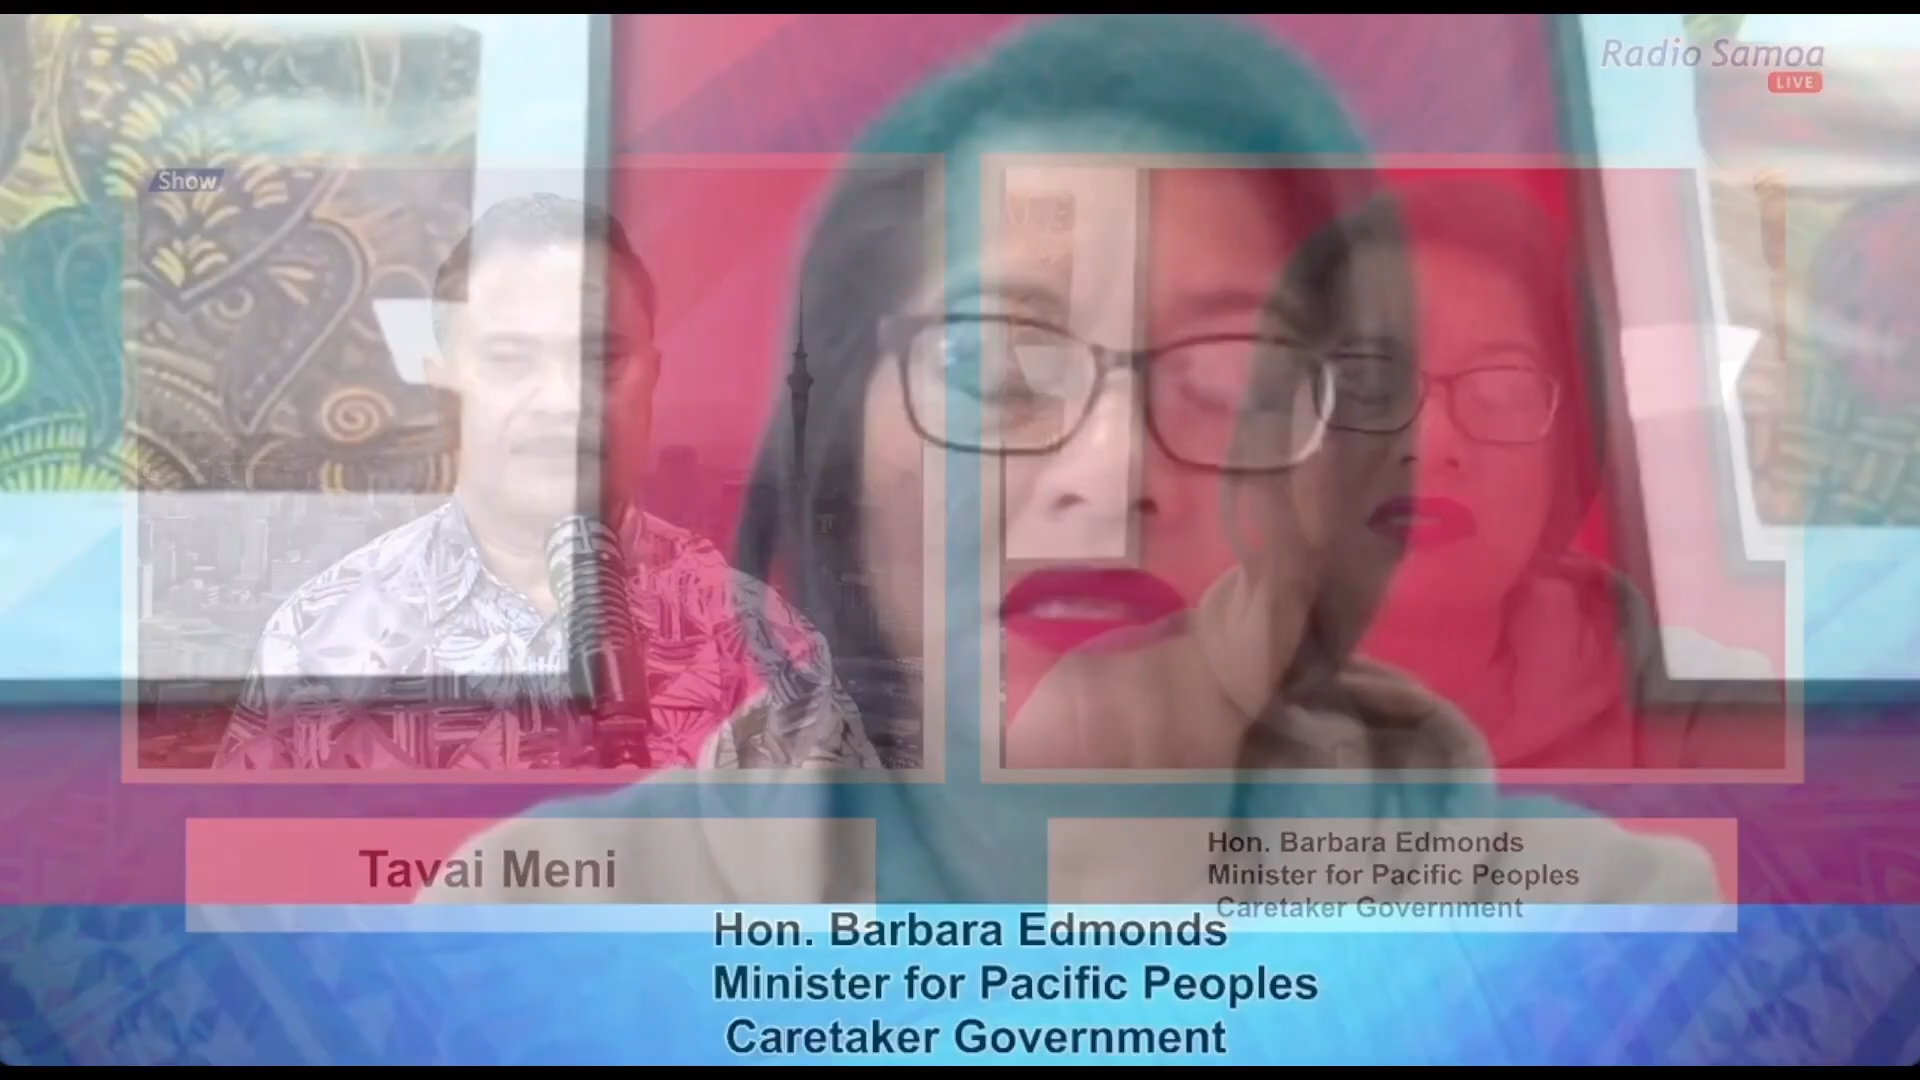 Radio Samoa
LIVE
Show
Tavai Meni
Hon. Barbara Edmonds
Minister for Pacific Peoples
Caretaker Government
Hon. Barbara Edmonds
Minister for Pacific Peoples
Caretaker Government